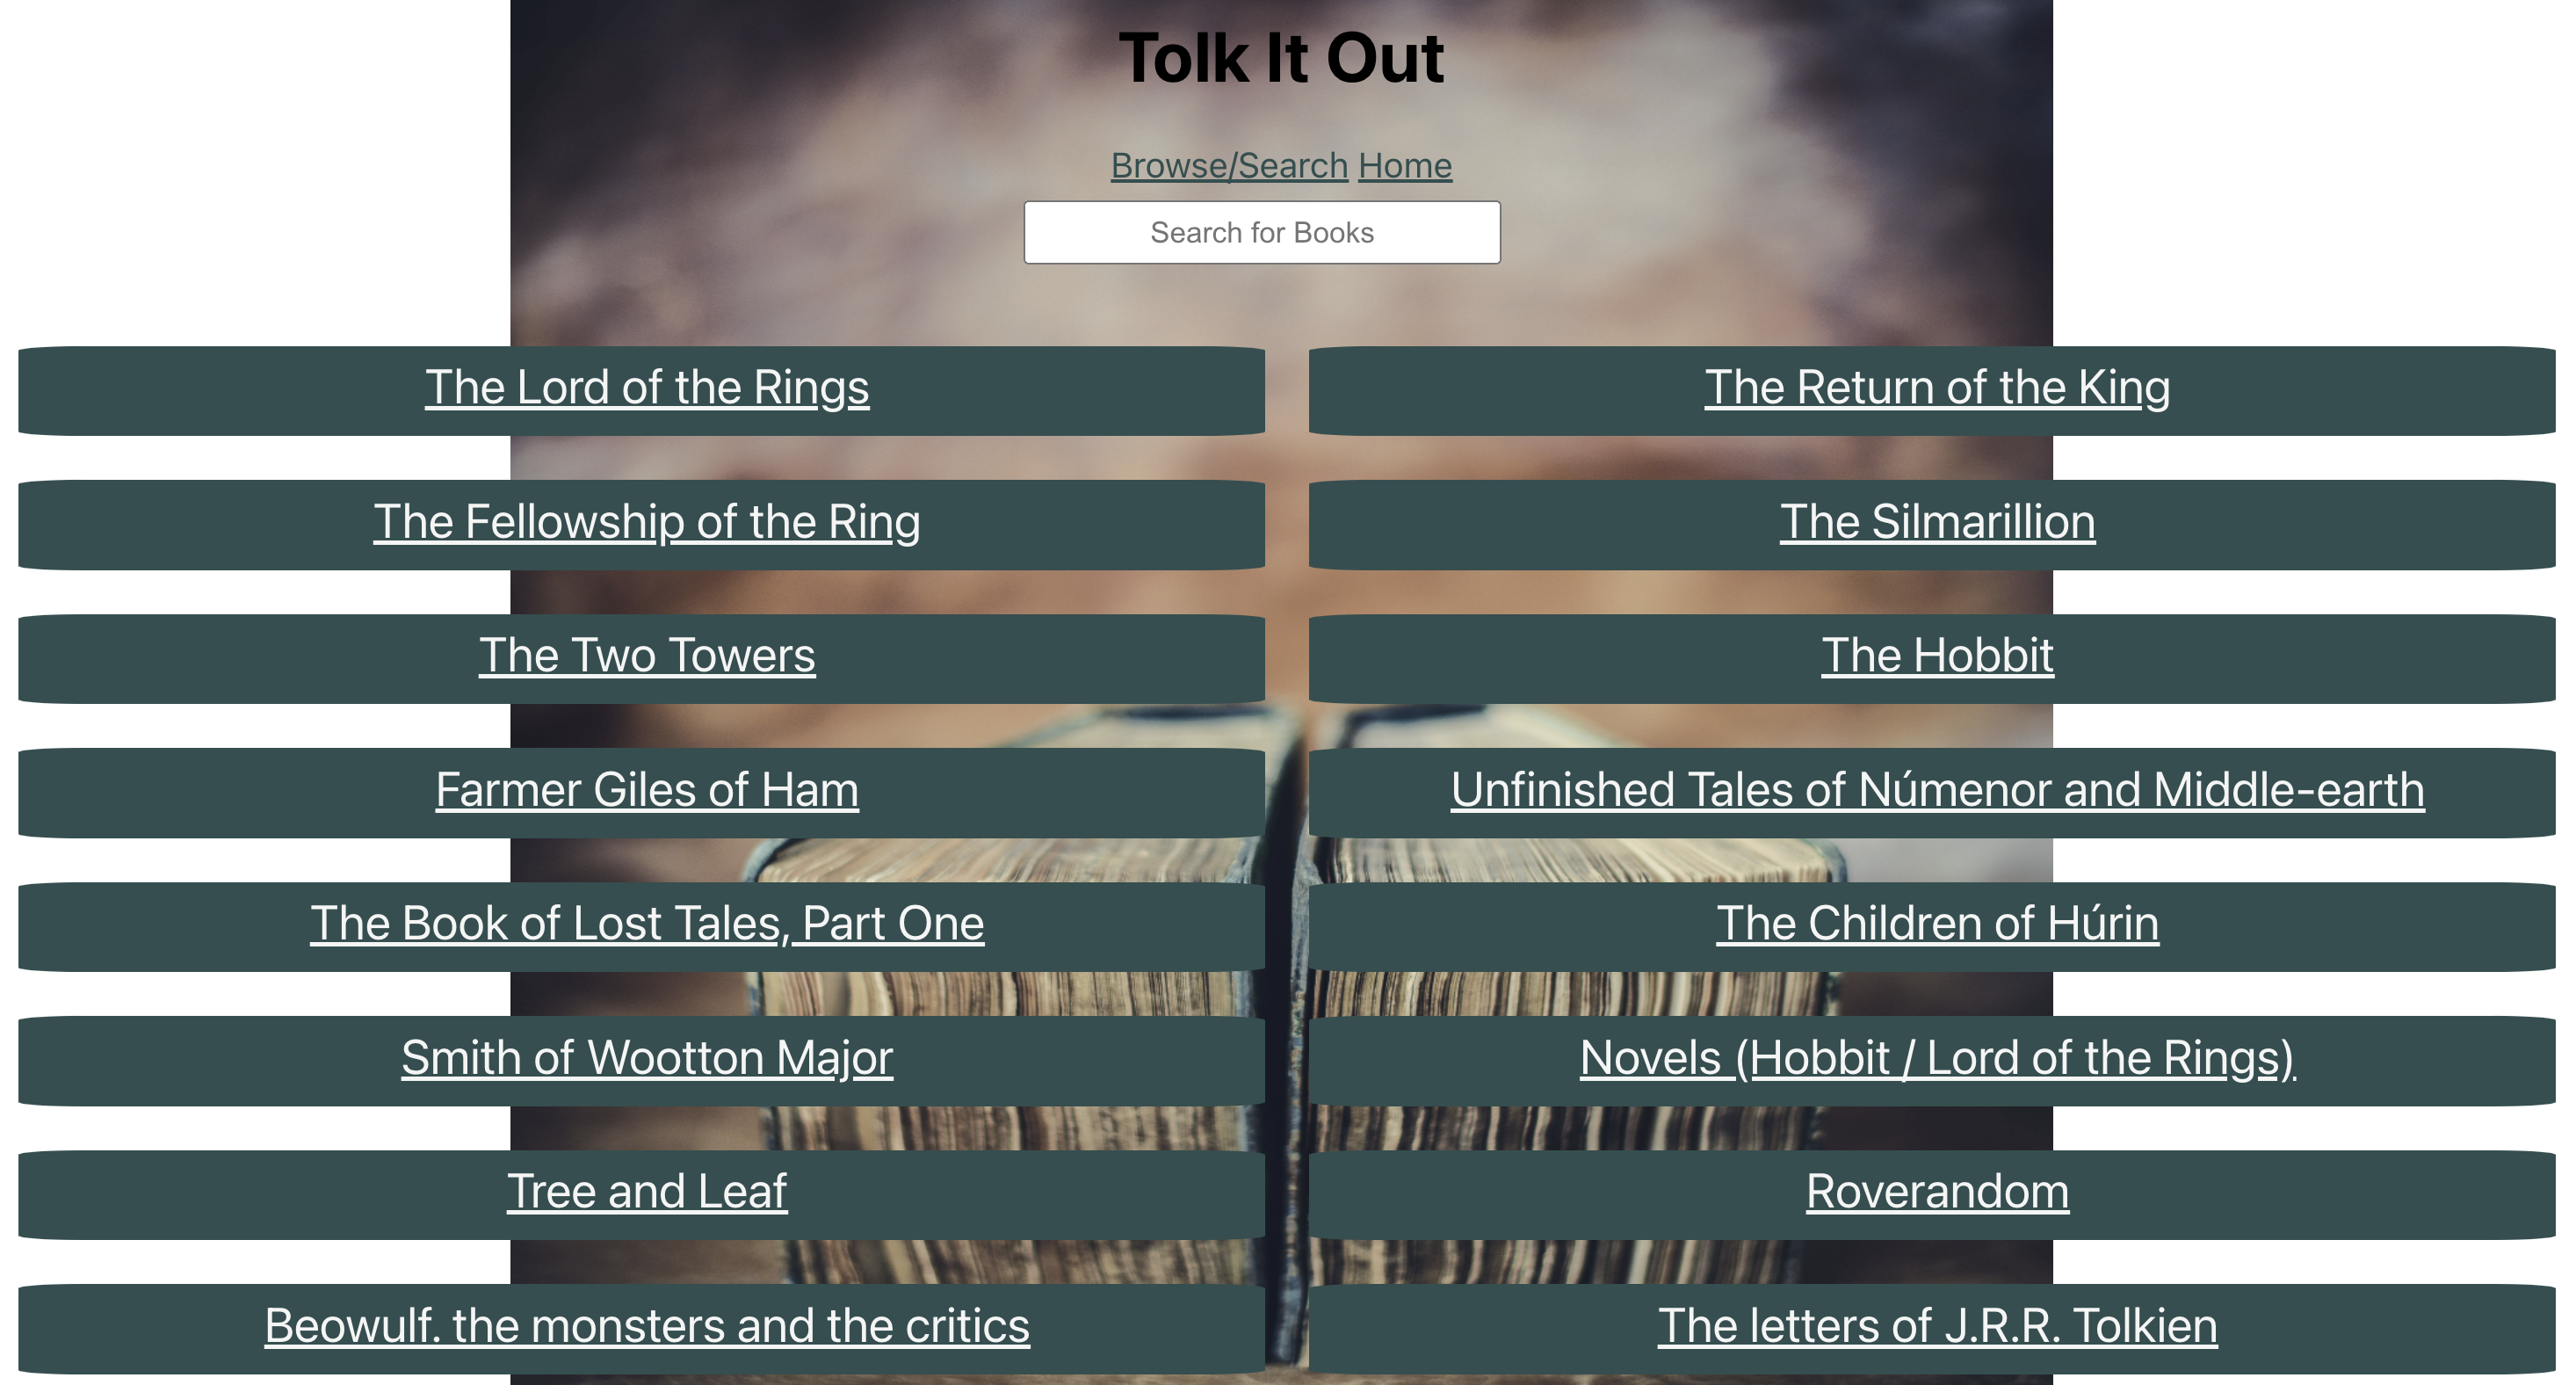 Tolk It Out
Browse/Search Home
Search for Books
The Lord of the Rings
The Return of the King
The Fellowship of the Ring
The Silmarillion
The Two Towers
The Hobbit
Farmer Giles of Ham
Unfinished Tales of Númenor and Middle-earth
The Book of Lost Tales, Part One
The Children of Húrin
Smith of Wootton Major
Novels (Hobbit / Lord of the Rings)
Tree and Leaf
Roverandom
Beowulf. the monsters and the critics
The letters of J.R.R. Tolkien